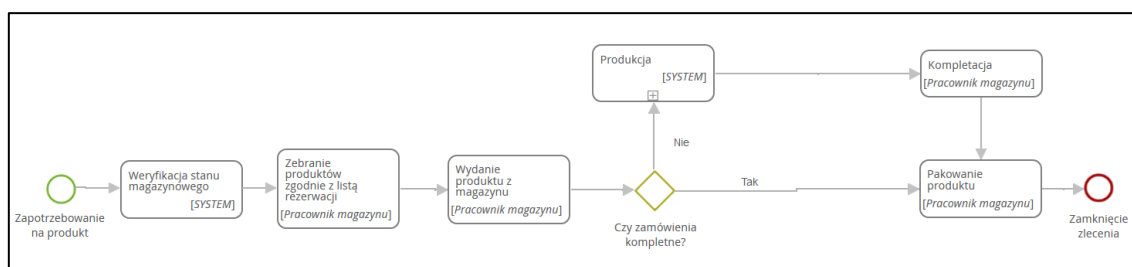 Zapotrzebowanie
na produkt
Weryfikacja stanu
magazynowego
[SYSTEM]
Zebranie
produktów
zgodnie z listą
rezerwacji
[Pracownik magazynu]
Wydanie
produktu z
magazynu
[Pracownik magazynu]
Czy zamówienia
kompletne?
Nie
Produkcja
[SYSTEM]
Kompletacja
[Pracownik magazynu]
Tak
Pakowanie
produktu
[Pracownik magazynu]
Zamknięcie
zlecenia